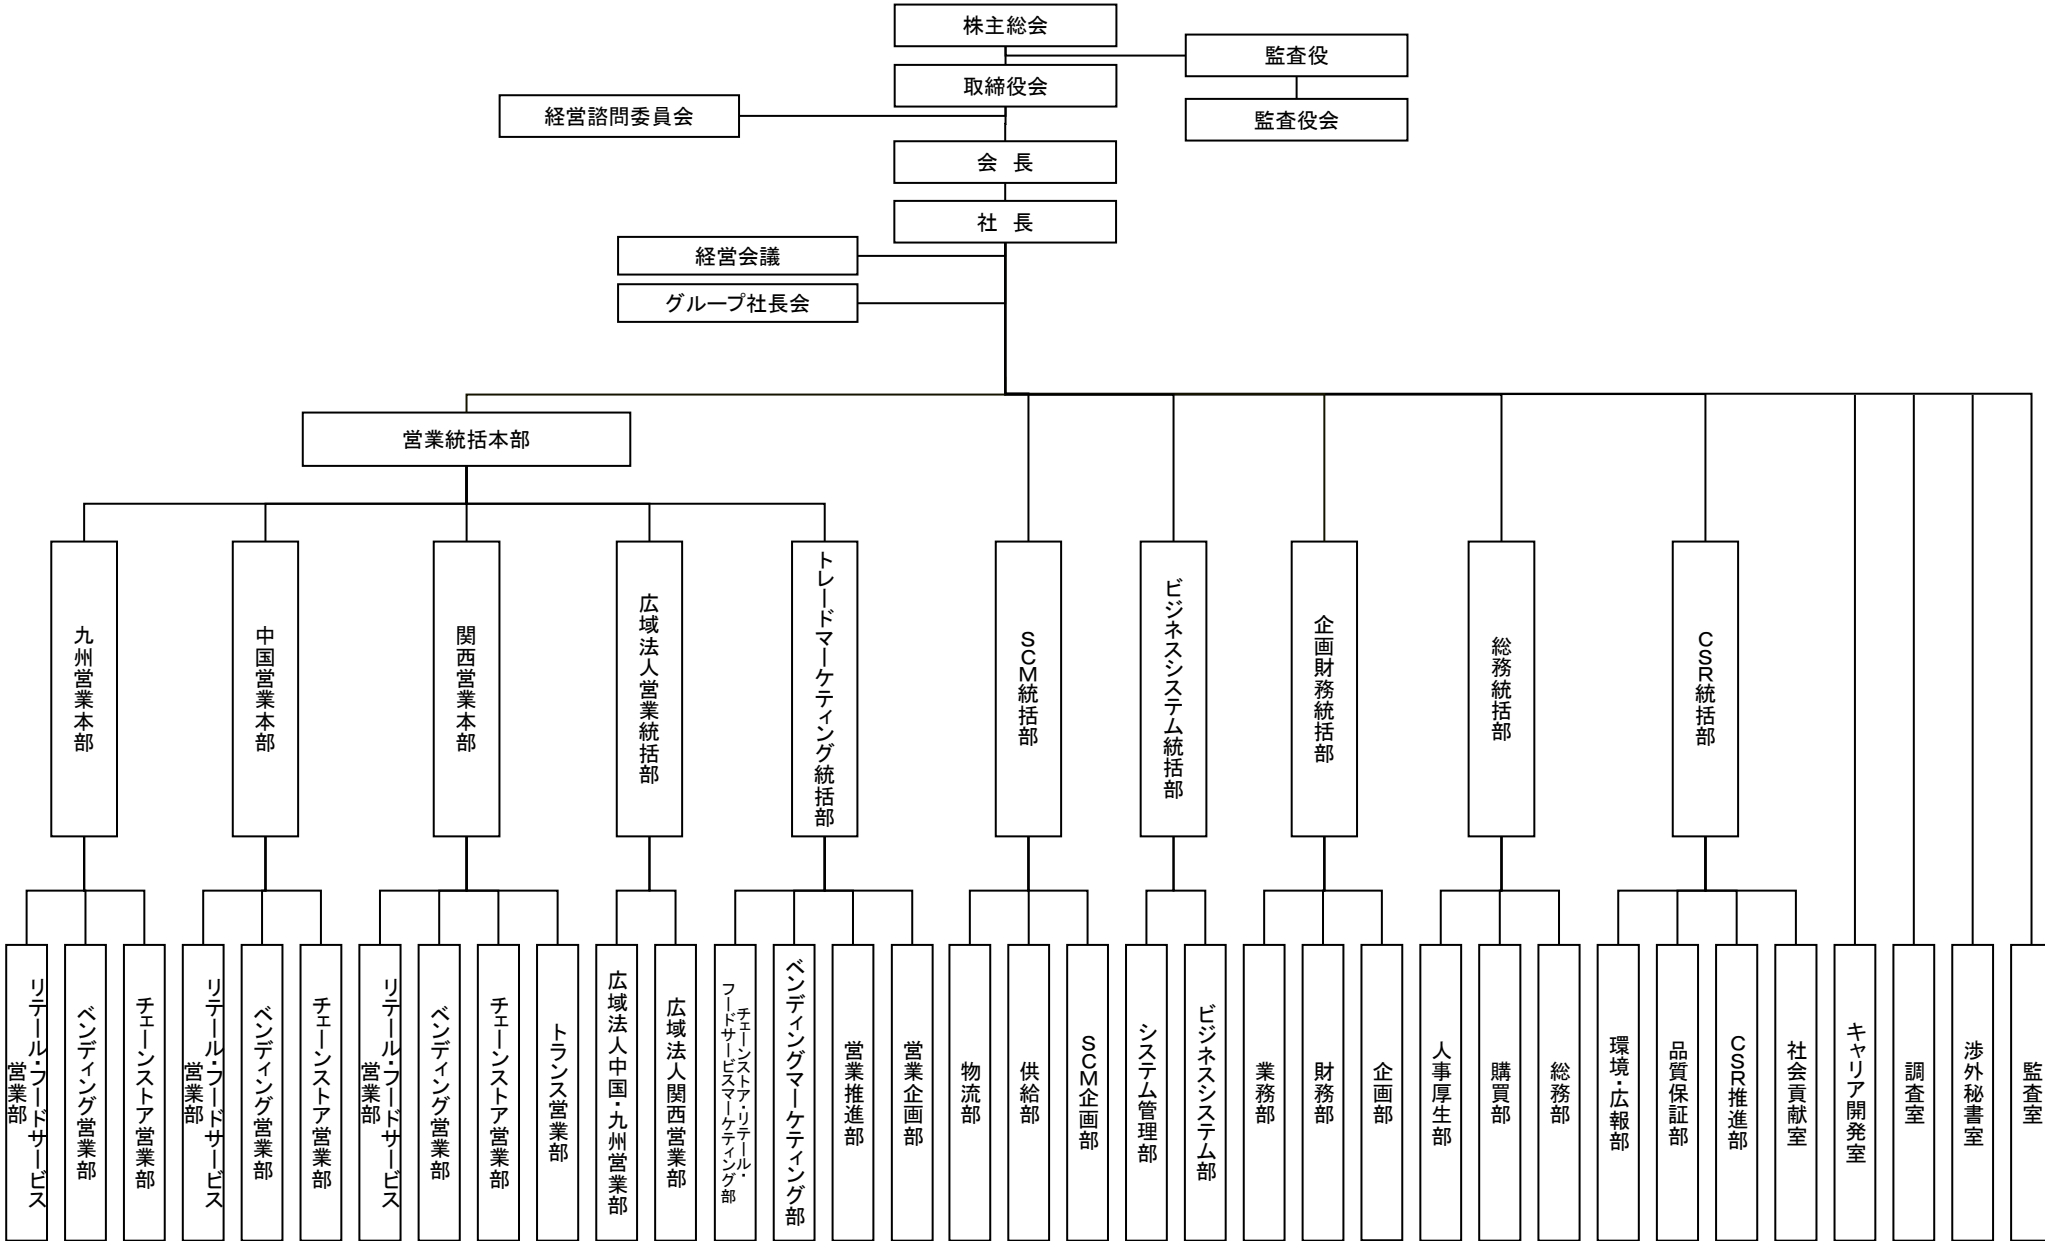 株主総会
監査役
取締役会
監査役会
経営諮問委員会
会 長
社 長
経営会議
グループ社長会
営業統括本部
九州営業本部
中国営業本部
関西営業本部
広域法人営業統括部
トレードマーケティング統括部
SCM統括部
ビジネスシステム統括部
企画財務統括部
総務統括部
CSR統括部
リテール・フードサービス
営業部
ベンディング営業部
チェーンストア営業部
リテール・フードサービス
営業部
ベンディング営業部
チェーンストア営業部
リテール・フードサービス
営業部
ベンディング営業部
チェーンストア営業部
トランス営業部
広域法人中国・九州営業部
広域法人関西営業部
チェーンストア・リテール・
フードサービスマーケティング部
ベンディングマーケティング部
営業推進部
営業企画部
物流部
供給部
SCM企画部
システム管理部
ビジネスシステム部
業務部
財務部
企画部
人事厚生部
購買部
総務部
環境・広報部
品質保証部
CSR推進部
社会貢献室
キャリア開発室
調査室
渉外秘書室
監査室